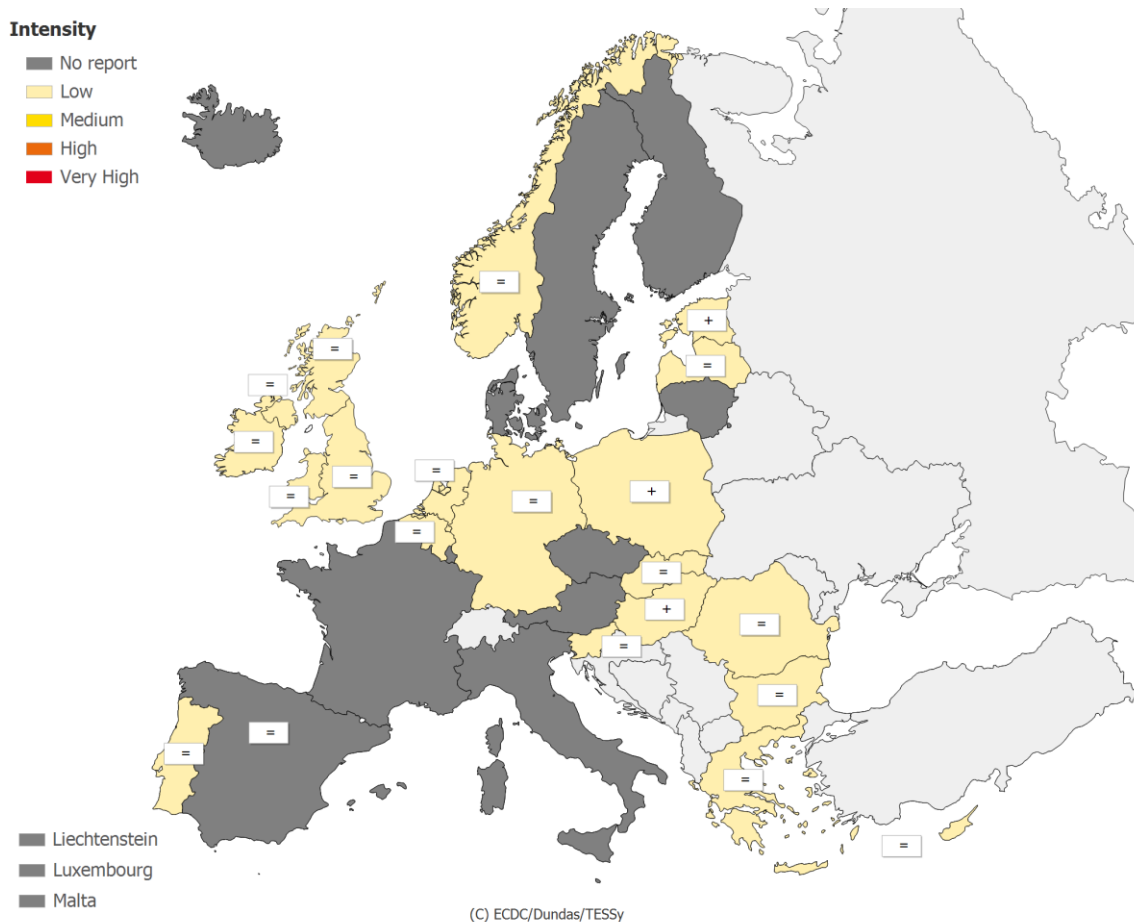 Intensity
No report
Low
Medium
High
Very High
=
+
=
=
=
=
=
=
=
=
=
+
=
+
=
=
=
=
=
=
=
Liechtenstein
Luxembourg
Malta
(C) ECDC/Dundas/TESSy